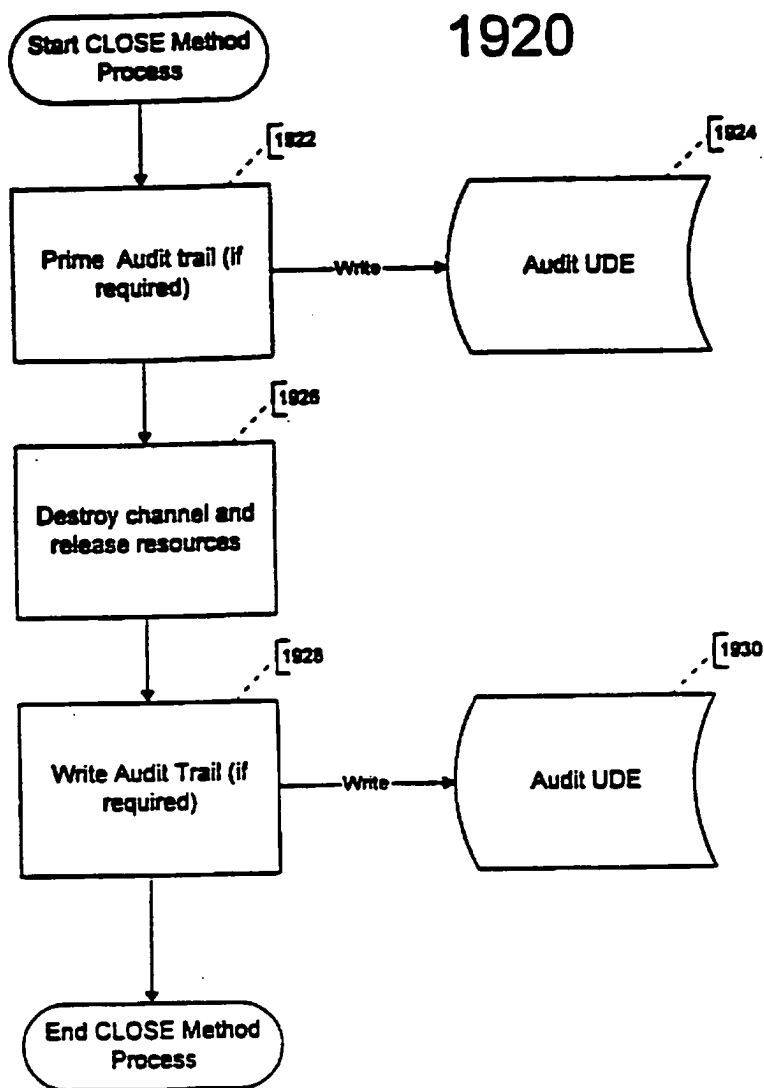 1920
Start CLOSE Method
Process
1922
1924
Prime Audit trail (if
required)
Write
Audit UDE
1926
Destroy channel and
release resources
1928
1930
Write Audit Trail (if
required)
Write
Audit UDE
End CLOSE Method
Process